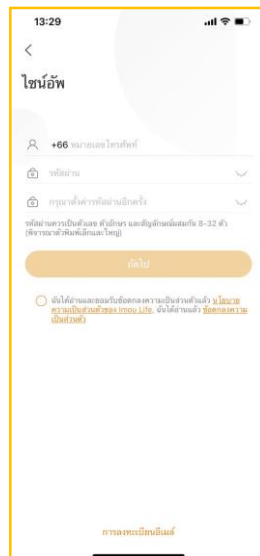 13:29
ไซน์อัพ
+66 หมายเลขโทรศัพท์
รหัสผ่าน
กรุณาตั้งค่ารหัสผ่านอีกครั้ง
รหัสผ่านควรเป็นตัวเลข ตัวอักษร และสัญลักษณ์ผสมกัน 8-32 ตัว
(พิจารณาตัวพิมพ์เล็กและใหญ่)
ถัดไป
ฉันได้อ่านและยอมรับข้อตกลงความเป็นส่วนตัวแล้ว นโยบาย
ความเป็นส่วนตัวของ Imou Life, ฉันได้อ่านแล้ว ข้อตกลงความ
เป็นส่วนตัว
การลงทะเบียนอีเมล์